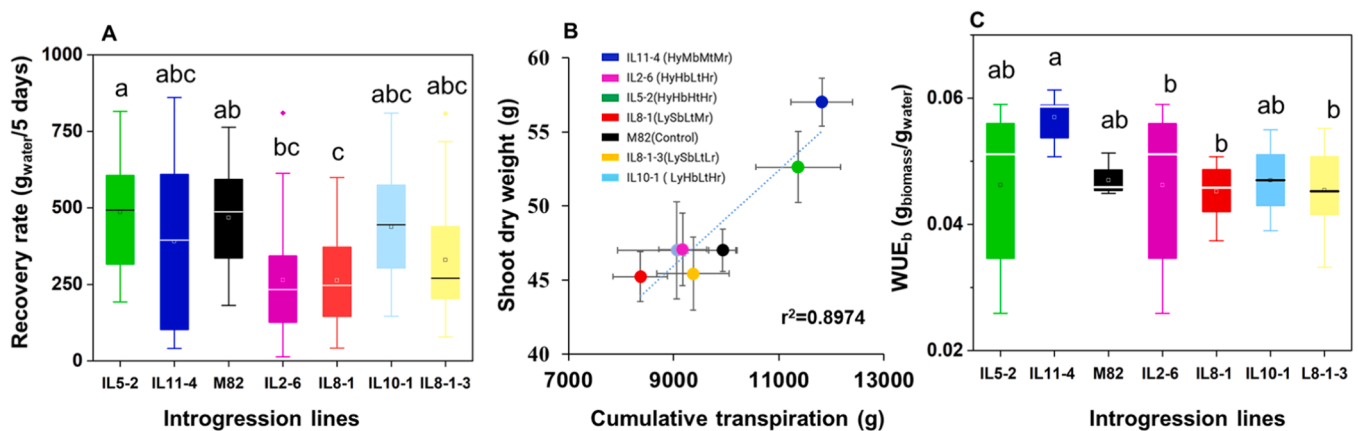 A
Recovery rate (gwater/5 days)
1000
750
500
250
0
a
abc
ab
bc
c
abc
abc
IL5-2
IL11-4
M82
IL2-6
IL8-1
IL10-1
IL8-1-3
Introgression lines
B
Shoot dry weight (g)
60
55
50
45
40
IL11-4 (HyMbMtMr)
IL2-6 (HyHbLtHr)
IL5-2(HyHbHtHr)
IL8-1(LySbLtMr)
M82(Control)
IL8-1-3(LySbLtLr)
IL10-1 ( LyHbLtHr)
r²=0.8974
7000
9000
11000
13000
Cumulative transpiration (g)
C
WUEb (gbiomass/gwater)
0.06
0.04
0.02
ab
a
ab
b
b
ab
b
IL5-2
IL11-4
M82
IL2-6
IL8-1
IL10-1
L8-1-3
Introgression lines